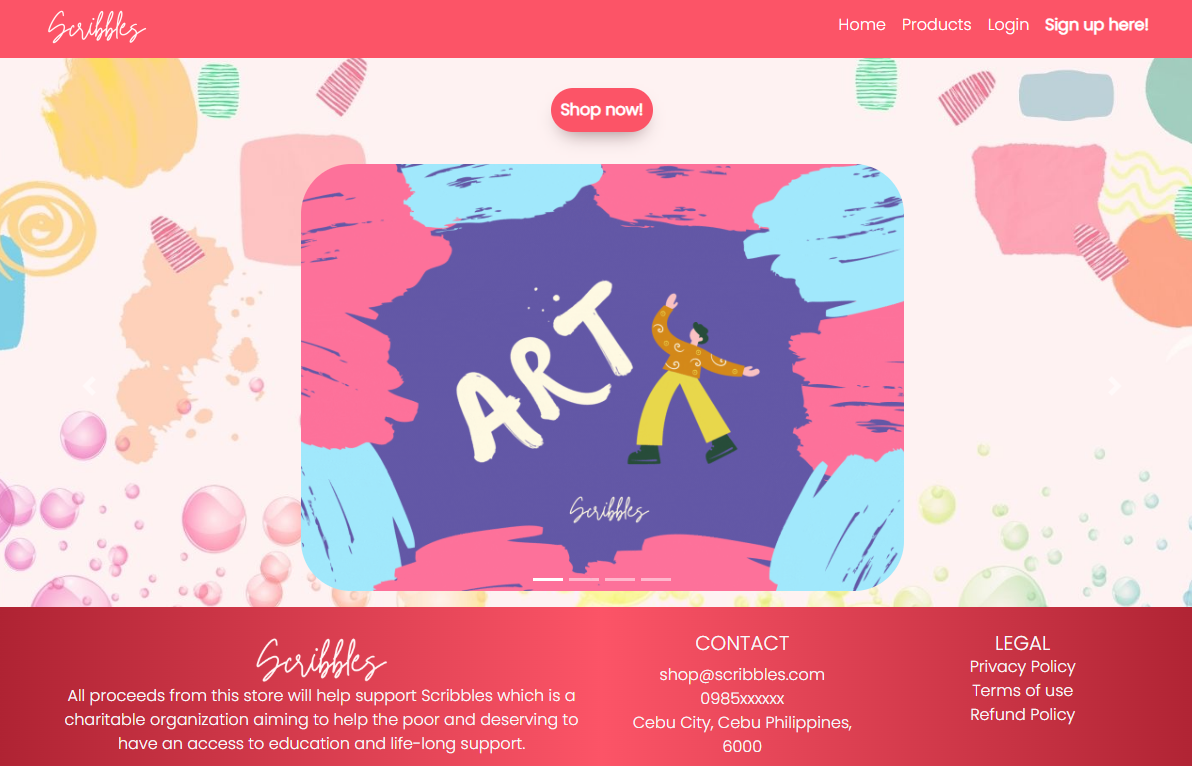 Scribbles
Home Products Login Sign up here!
Shop now!
ART
Scribbles
Scribbles
All proceeds from this store will help support Scribbles which is a
charitable organization aiming to help the poor and deserving to
have an access to education and life-long support.
CONTACT
shop@scribbles.com
0985xxxxxx
Cebu City, Cebu Philippines,
6000
LEGAL
Privacy Policy
Terms of use
Refund Policy